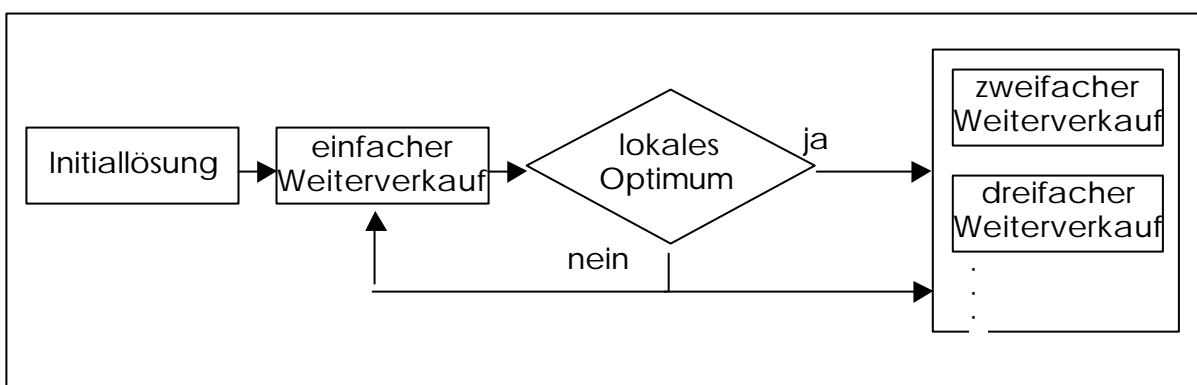 Initiallösung
einfacher
Weiterverkauf
lokales
Optimum
ja
nein
zweifacher
Weiterverkauf
dreifacher
Weiterverkauf
.
.
.